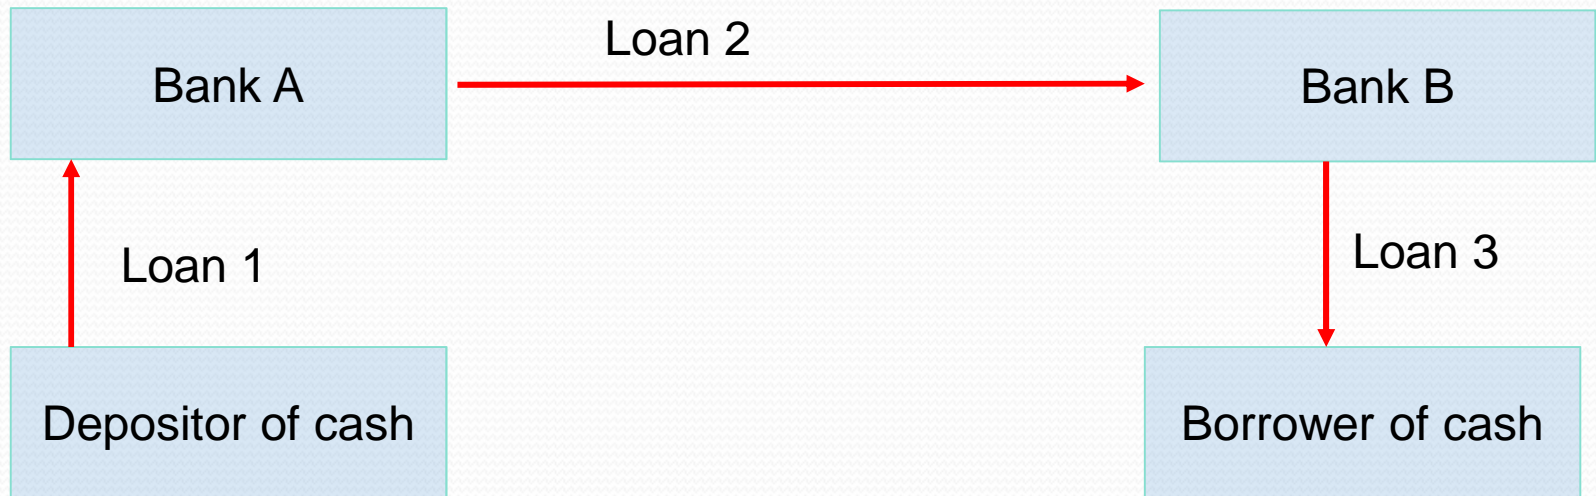 Loan 2
Bank A
Bank B
Loan 1
Loan 3
Depositor of cash
Borrower of cash